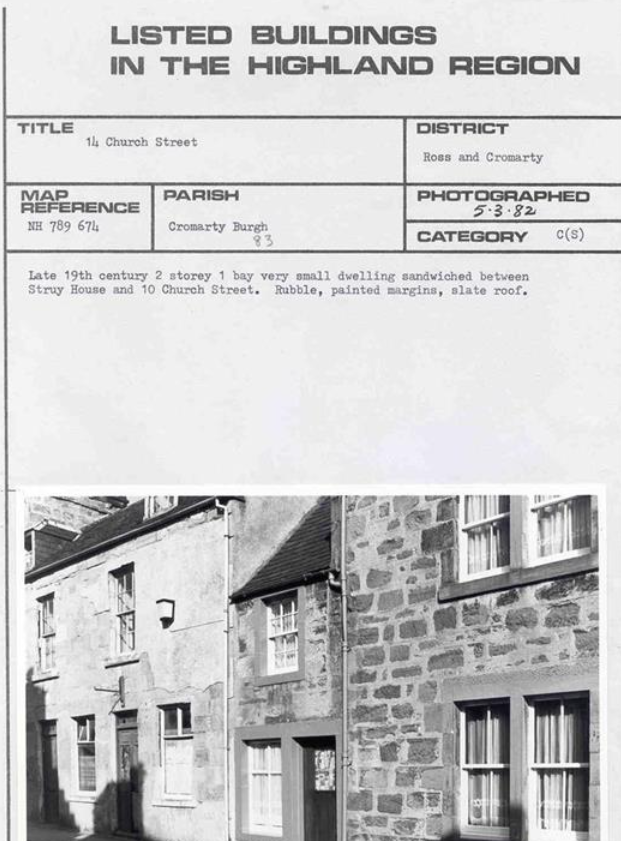 LISTED BUILDINGS
IN THE HIGHLAND REGION
TITLE
14 Church Street
DISTRICT
Ross and Cromarty
MAP
REFERENCE
NH 789 674
PARISH
Cromarty Burgh
83
PHOTOGRAPHED
5.3.82
CATEGORY C(S)
Late 19th century 2 storey 1 bay very small dwelling sandwiched between
Struy House and 10 Church Street. Rubble, painted margins, slate roof.